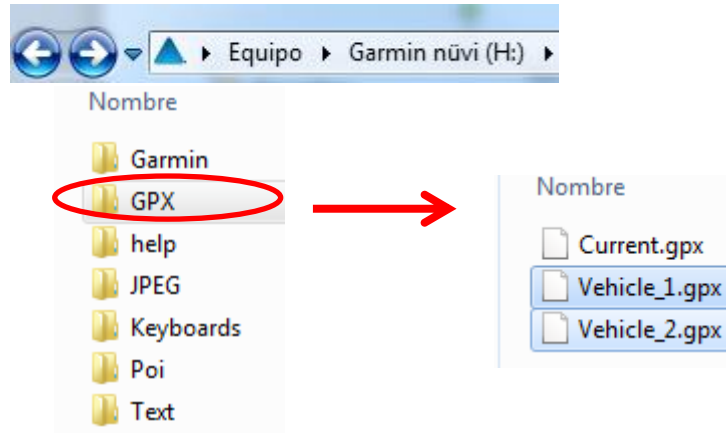 Equipo Garmin nüvi (H:)
Nombre
Garmin
GPX
help
JPEG
Keyboards
Poi
Text
Nombre
Current.gpx
Vehicle_1.gpx
Vehicle_2.gpx